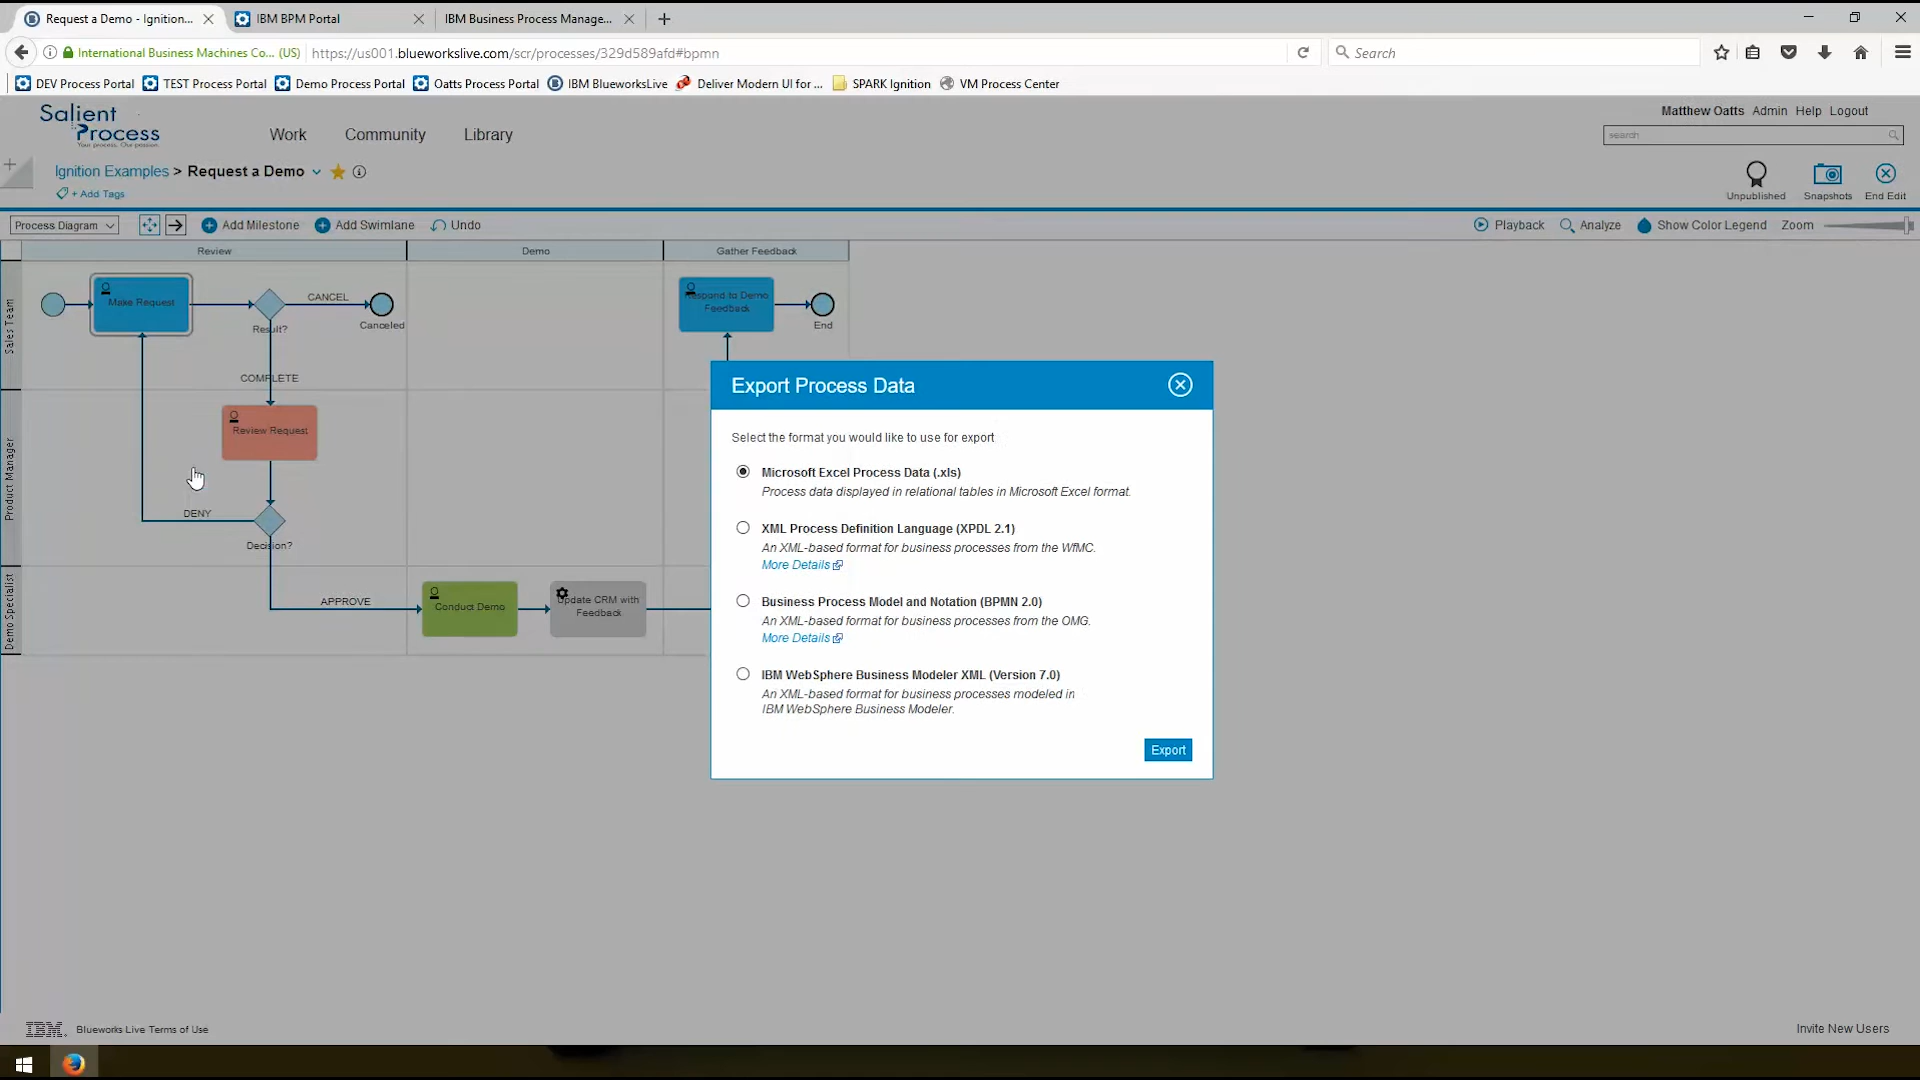 Request a Demo - Ignition...
IBM BPM Portal
IBM Business Process Manage...
International Business Machines Co... (US)
https://us001.blueworkslive.com/scr/processes/329d589afd#bpmn
Search
DEV Process Portal
TEST Process Portal
Demo Process Portal
Oatts Process Portal
IBM BlueworksLive
Deliver Modern UI for ...
SPARK Ignition
VM Process Center
Salient
Process
Your process. Our passion.
Work
Community
Library
Matthew Oatts
Admin
Help
Logout
search
Ignition Examples > Request a Demo
+ Add Tags
Unpublished
Snapshots
End Edit
Process Diagram
Add Milestone
Add Swimlane
Undo
Playback
Analyze
Show Color Legend
Zoom
Review
Demo
Gather Feedback
Sales Team
Make Request
Result?
CANCEL
Canceled
Respond to Demo
Feedback
End
COMPLETE
Product Manager
Review Request
DENY
Decision?
Demo Specialist
APPROVE
Conduct Demo
Update CRM with
Feedback
Export Process Data
Select the format you would like to use for export
Microsoft Excel Process Data (.xls)
Process data displayed in relational tables in Microsoft Excel format.
XML Process Definition Language (XPDL 2.1)
An XML-based format for business processes from the WfMC.
More Details
Business Process Model and Notation (BPMN 2.0)
An XML-based format for business processes from the OMG.
More Details
IBM WebSphere Business Modeler XML (Version 7.0)
An XML-based format for business processes modeled in
IBM WebSphere Business Modeler.
Export
IBM.
Blueworks Live Terms of Use
Invite New Users